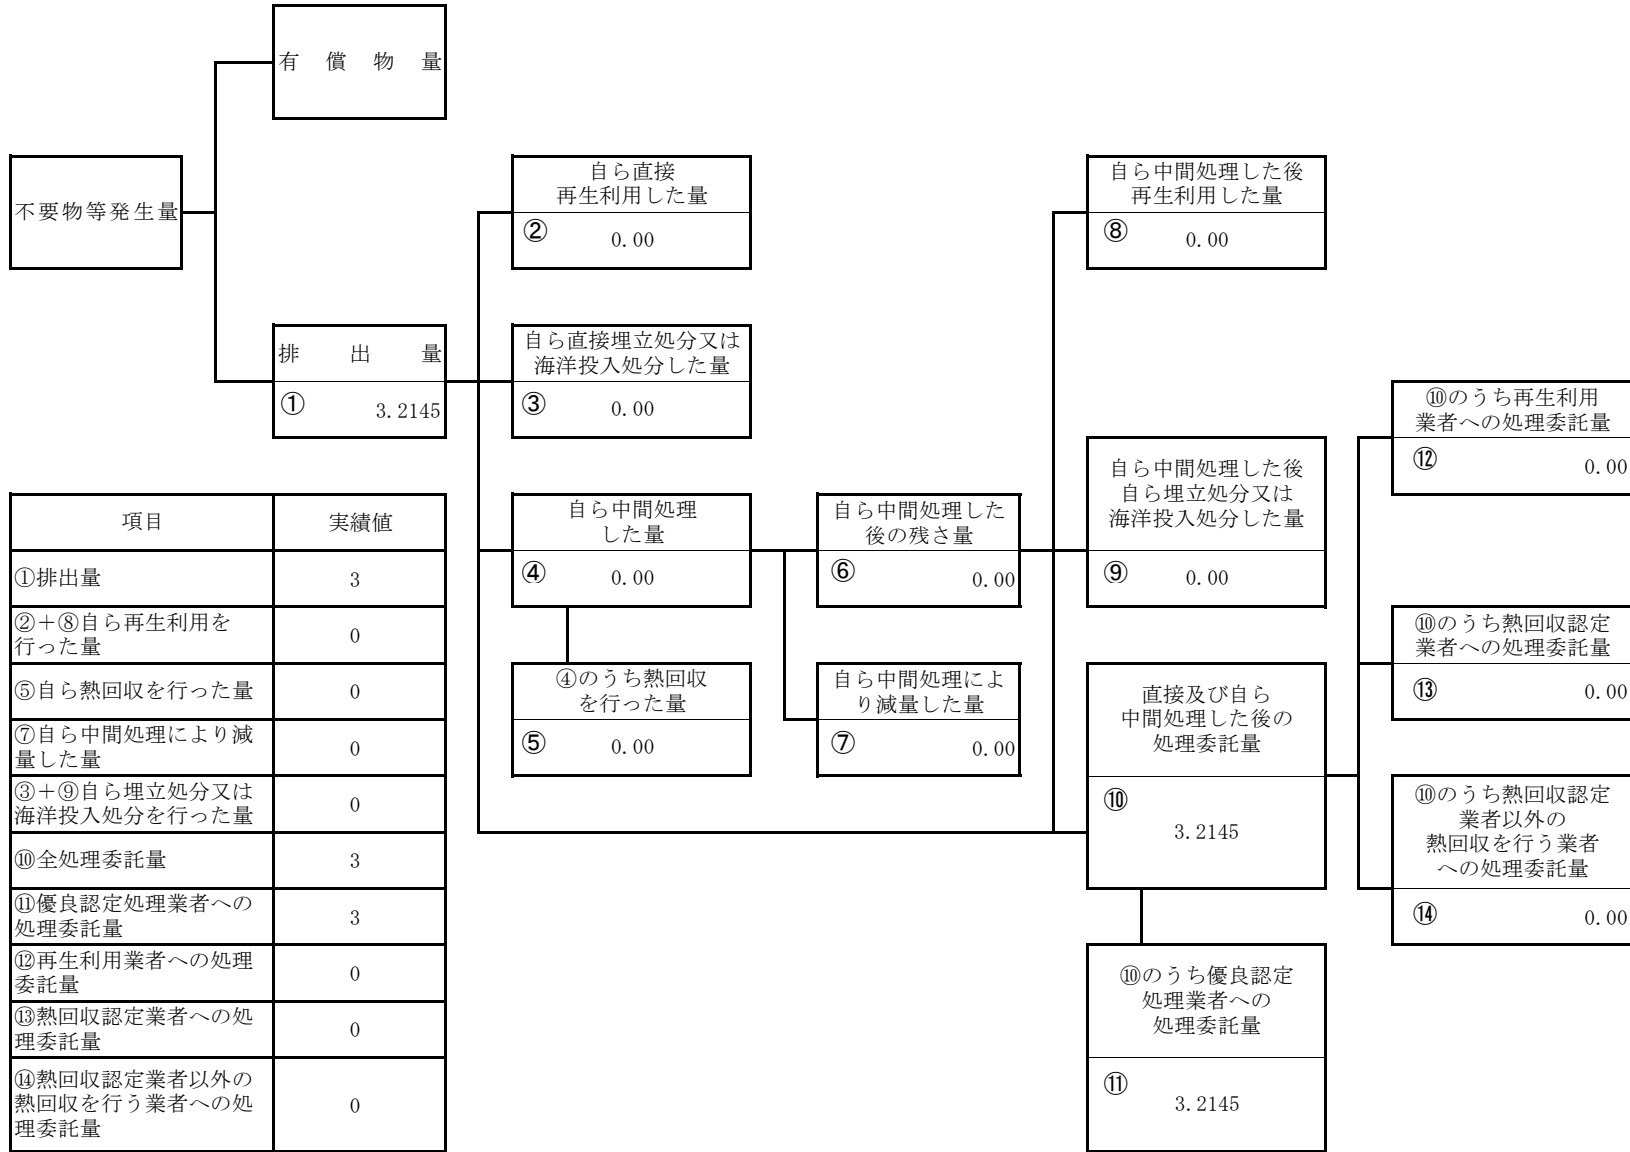 有償物量
不要物等発生量
排出量
① 3.2145
自ら直接
再生利用した量
② 0.00
自ら直接埋立処分又は
海洋投入処分した量
③ 0.00
自ら中間処理
した量
④ 0.00
④のうち熱回収
を行った量
⑤ 0.00
自ら中間処理した
後の残さ量
⑥ 0.00
自ら中間処理によ
り減量した量
⑦ 0.00
自ら中間処理した後
再生利用した量
⑧ 0.00
自ら中間処理した後
自ら埋立処分又は
海洋投入処分した量
⑨ 0.00
直接及び自ら
中間処理した後の
処理委託量
⑩
3.2145
⑩のうち優良認定
処理業者への
処理委託量
⑪
3.2145
⑩のうち再生利用
業者への処理委託量
⑫ 0.00
⑩のうち熱回収認定
業者への処理委託量
⑬ 0.00
⑩のうち熱回収認定
業者以外の
熱回収を行う業者
への処理委託量
⑭ 0.00
項目 実績値
①排出量 3
②＋⑧自ら再生利用を
行った量 0
⑤自ら熱回収を行った量 0
⑦自ら中間処理により減
量した量 0
③＋⑨自ら埋立処分又は
海洋投入処分を行った量 0
⑩全処理委託量 3
⑪優良認定処理業者への
処理委託量 3
⑫再生利用業者への処理
委託量 0
⑬熱回収認定業者への処
理委託量 0
⑭熱回収認定業者以外の
熱回収を行う業者への処
理委託量 0